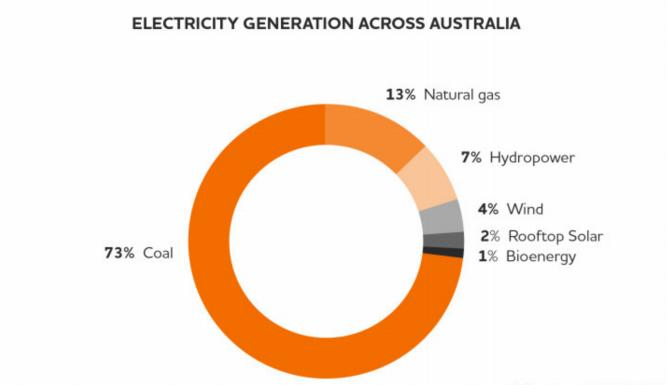 ELECTRICITY GENERATION ACROSS AUSTRALIA
13% Natural gas
7% Hydropower
4% Wind
2% Rooftop Solar
1% Bioenergy
73% Coal